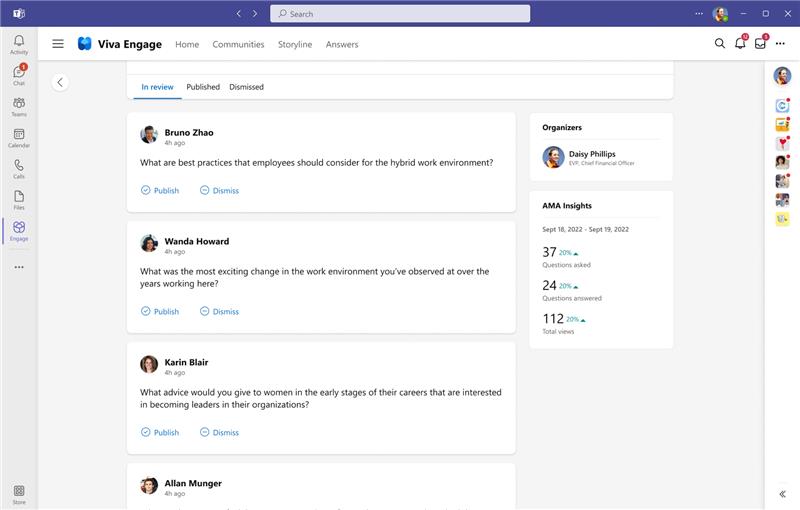 Search
Activity
1
Chat
Teams
Calendar
Calls
Files
Engage
Store
Viva Engage
Home
Communities
Storyline
Answers
12
5
In review
Published
Dismissed
Bruno Zhao
4h ago
What are best practices that employees should consider for the hybrid work environment?
Publish
Dismiss
Wanda Howard
4h ago
What was the most exciting change in the work environment you've observed at over the
years working here?
Publish
Dismiss
Karin Blair
4h ago
What advice would you give to women in the early stages of their careers that are interested
in becoming leaders in their organizations?
Publish
Dismiss
Allan Munger
4h ago
Organizers
Daisy Phillips
EVP, Chief Financial Officer
AMA Insights
Sept 18, 2022 - Sept 19, 2022
37 20%
Questions asked
24 20%
Questions answered
112 20%
Total views